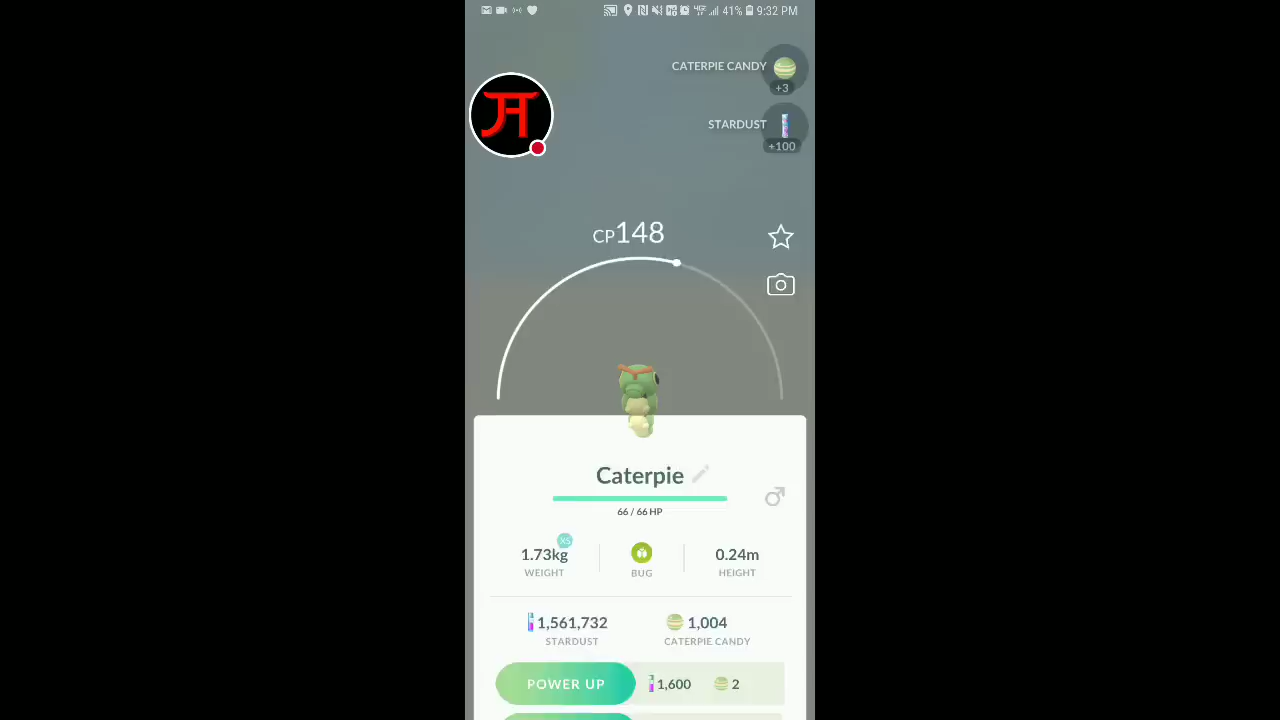 41% 9:32 PM
CATERPIE CANDY
+3
STARDUST
+100
CP148
Caterpie
66 / 66 HP
XS
1.73kg
WEIGHT
BUG
0.24m
HEIGHT
1,561,732
STARDUST
1,004
CATERPIE CANDY
POWER UP
1,600
2